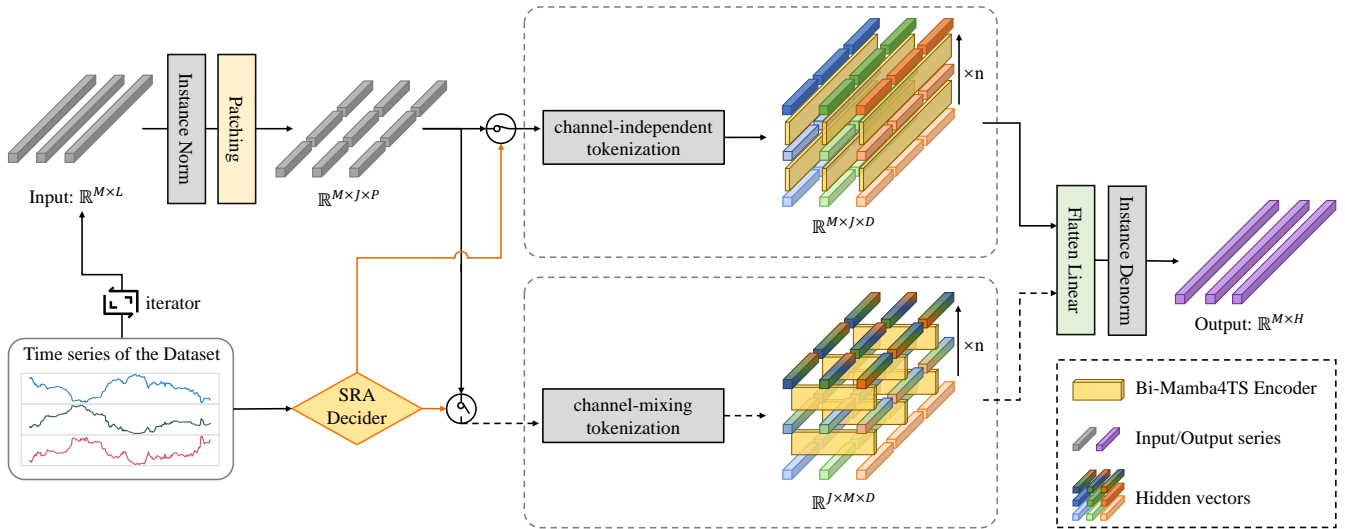 Input: ℝ^{M×L}
Instance Norm
Patching
ℝ^{M×J×P}
channel-independent
tokenization
×n
ℝ^{M×J×D}
iterator
Time series of the Dataset
SRA
Decider
channel-mixing
tokenization
×n
ℝ^{J×M×D}
Flatten Linear
Instance Denorm
Output: ℝ^{M×H}
Bi-Mamba4TS Encoder
Input/Output series
Hidden vectors